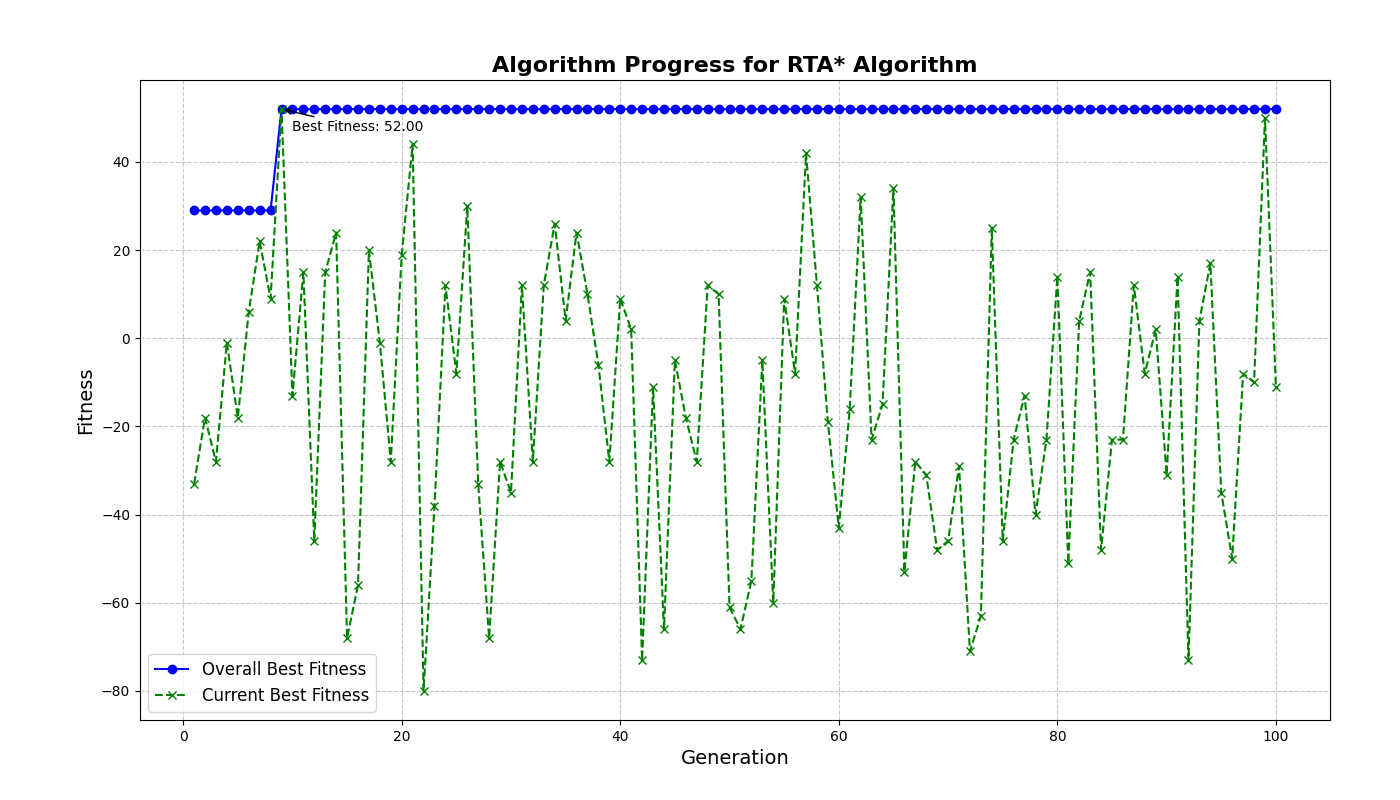 Algorithm Progress for RTA* Algorithm
Best Fitness: 52.00
Fitness
40
20
0
−20
−40
−60
−80
Overall Best Fitness
Current Best Fitness
0 20 40 60 80 100
Generation